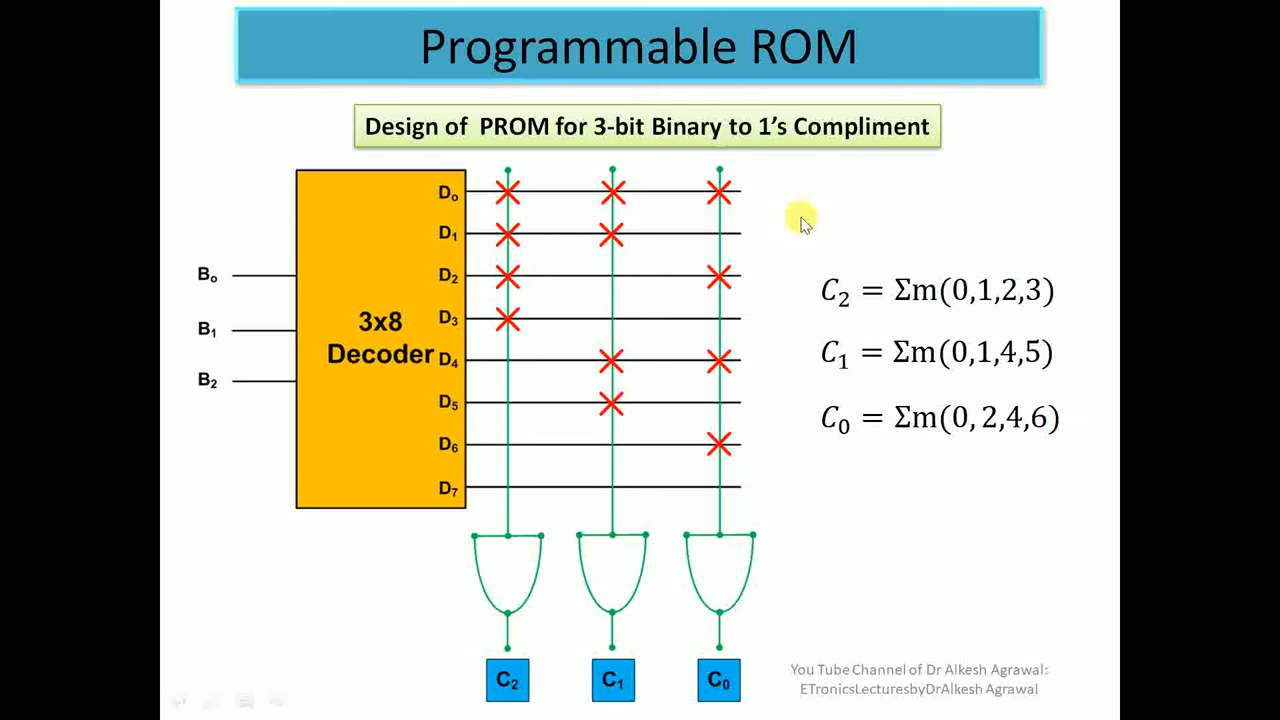 Programmable ROM
Design of PROM for 3-bit Binary to 1's Compliment
Do
D1
D2
D3
D4
D5
D6
D7
Bo
B1
B2
3x8
Decoder
C2 = Σm(0,1,2,3)
C1 = Σm(0,1,4,5)
C0 = Σm(0, 2,4,6)
C2
C1
C0
You Tube Channel of Dr Alkesh Agrawal:
ETronicsLecturesbyDrAlkesh Agrawal